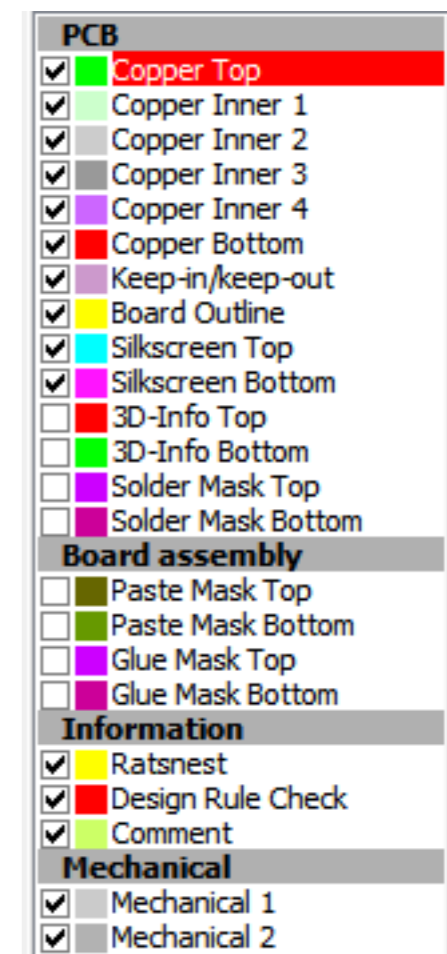 PCB
Copper Top
Copper Inner 1
Copper Inner 2
Copper Inner 3
Copper Inner 4
Copper Bottom
Keep-in/keep-out
Board Outline
Silkscreen Top
Silkscreen Bottom
3D-Info Top
3D-Info Bottom
Solder Mask Top
Solder Mask Bottom
Board assembly
Paste Mask Top
Paste Mask Bottom
Glue Mask Top
Glue Mask Bottom
Information
Ratsnest
Design Rule Check
Comment
Mechanical
Mechanical 1
Mechanical 2